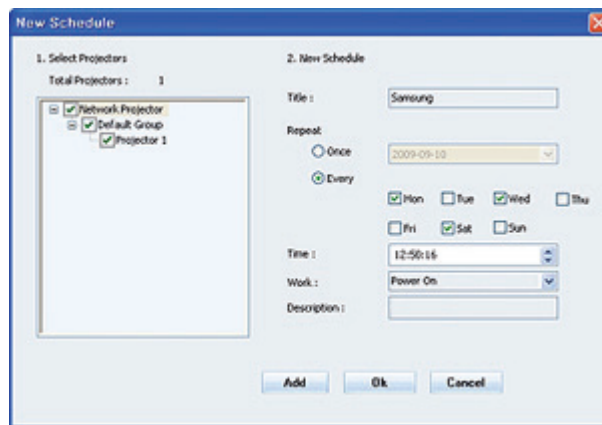 New Schedule
1. Select Projectors
Total Projectors : 1
Network Projector
Default Group
Projector 1
2. New Schedule
Title : Samsung
Repeat
Once 2009-09-10
Every
Mon Tue Wed Thu
Fri Sat Sun
Time : 12:50:16
Work : Power On
Description :
Add Ok Cancel